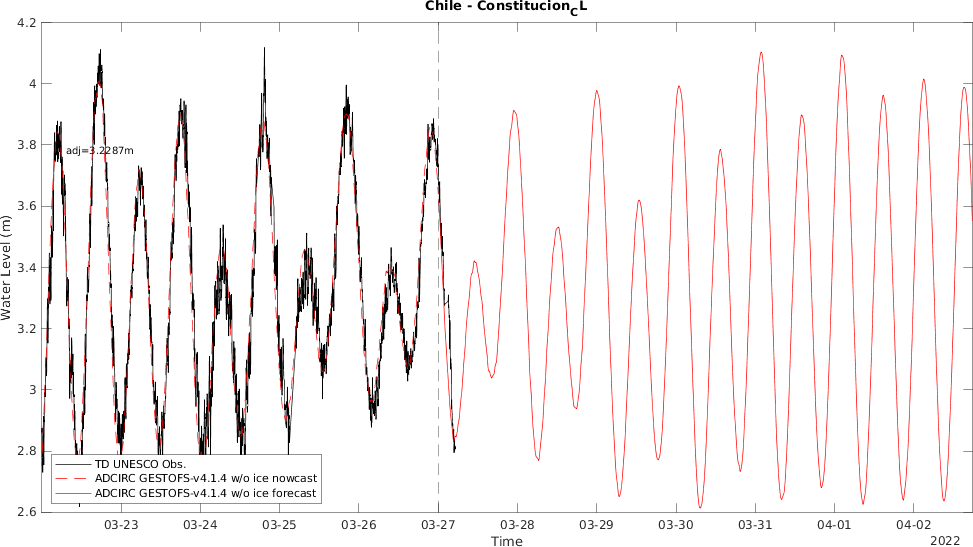 Chile - Constitucion_CL
4.2
4
3.8
3.6
3.4
3.2
3
2.8
2.6
Water Level (m)
adj=3.2287m
TD UNESCO Obs.
ADCIRC GESTOFS-v4.1.4 w/o ice nowcast
ADCIRC GESTOFS-v4.1.4 w/o ice forecast
03-23 03-24 03-25 03-26 03-27 03-28 03-29 03-30 03-31 04-01 04-02
Time
2022